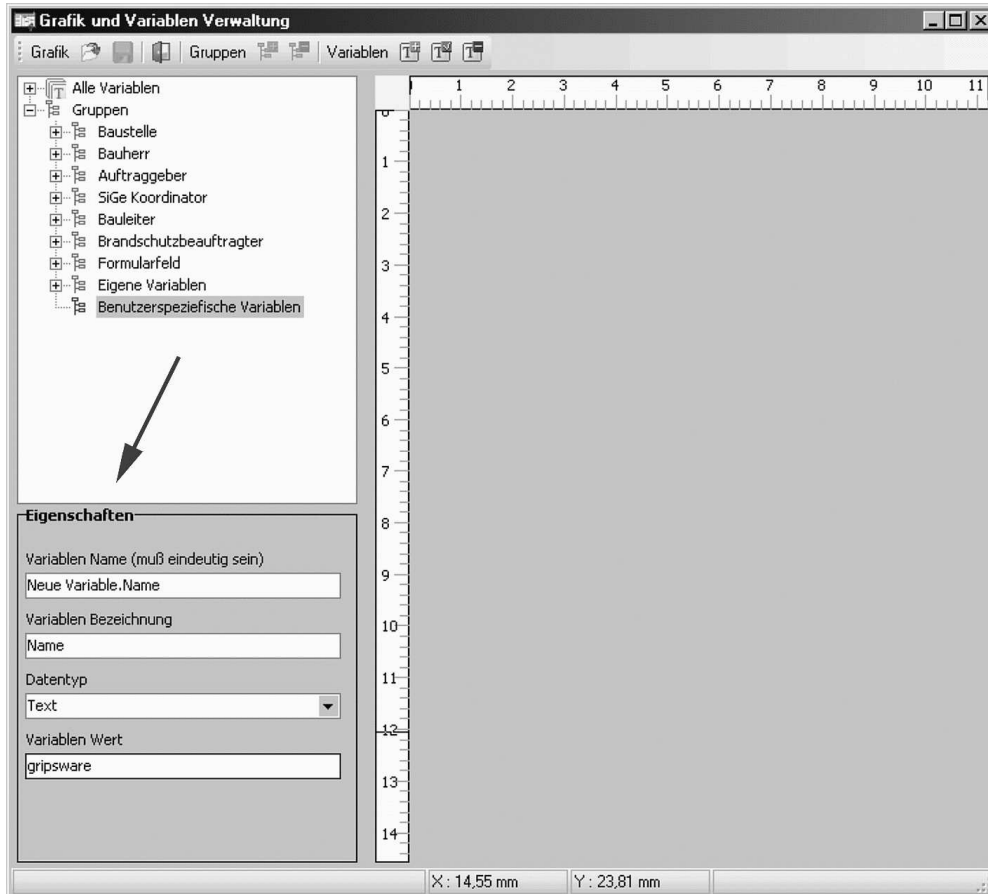 Grafik und Variablen Verwaltung
Grafik Gruppen Variablen
Alle Variablen
Gruppen
Baustelle
Bauherr
Auftraggeber
SiGe Koordinator
Bauleiter
Brandschutzbeauftragter
Formularfeld
Eigene Variablen
Benutzerspeziefische Variablen
1 2 3 4 5 6 7 8 9 10 11
0
1
2
3
4
5
6
7
8
9
10
11
12
13
14
Eigenschaften
Variablen Name (muß eindeutig sein)
Neue Variable.Name
Variablen Bezeichnung
Name
Datentyp
Text
Variablen Wert
gripsware
X : 14,55 mm Y : 23,81 mm